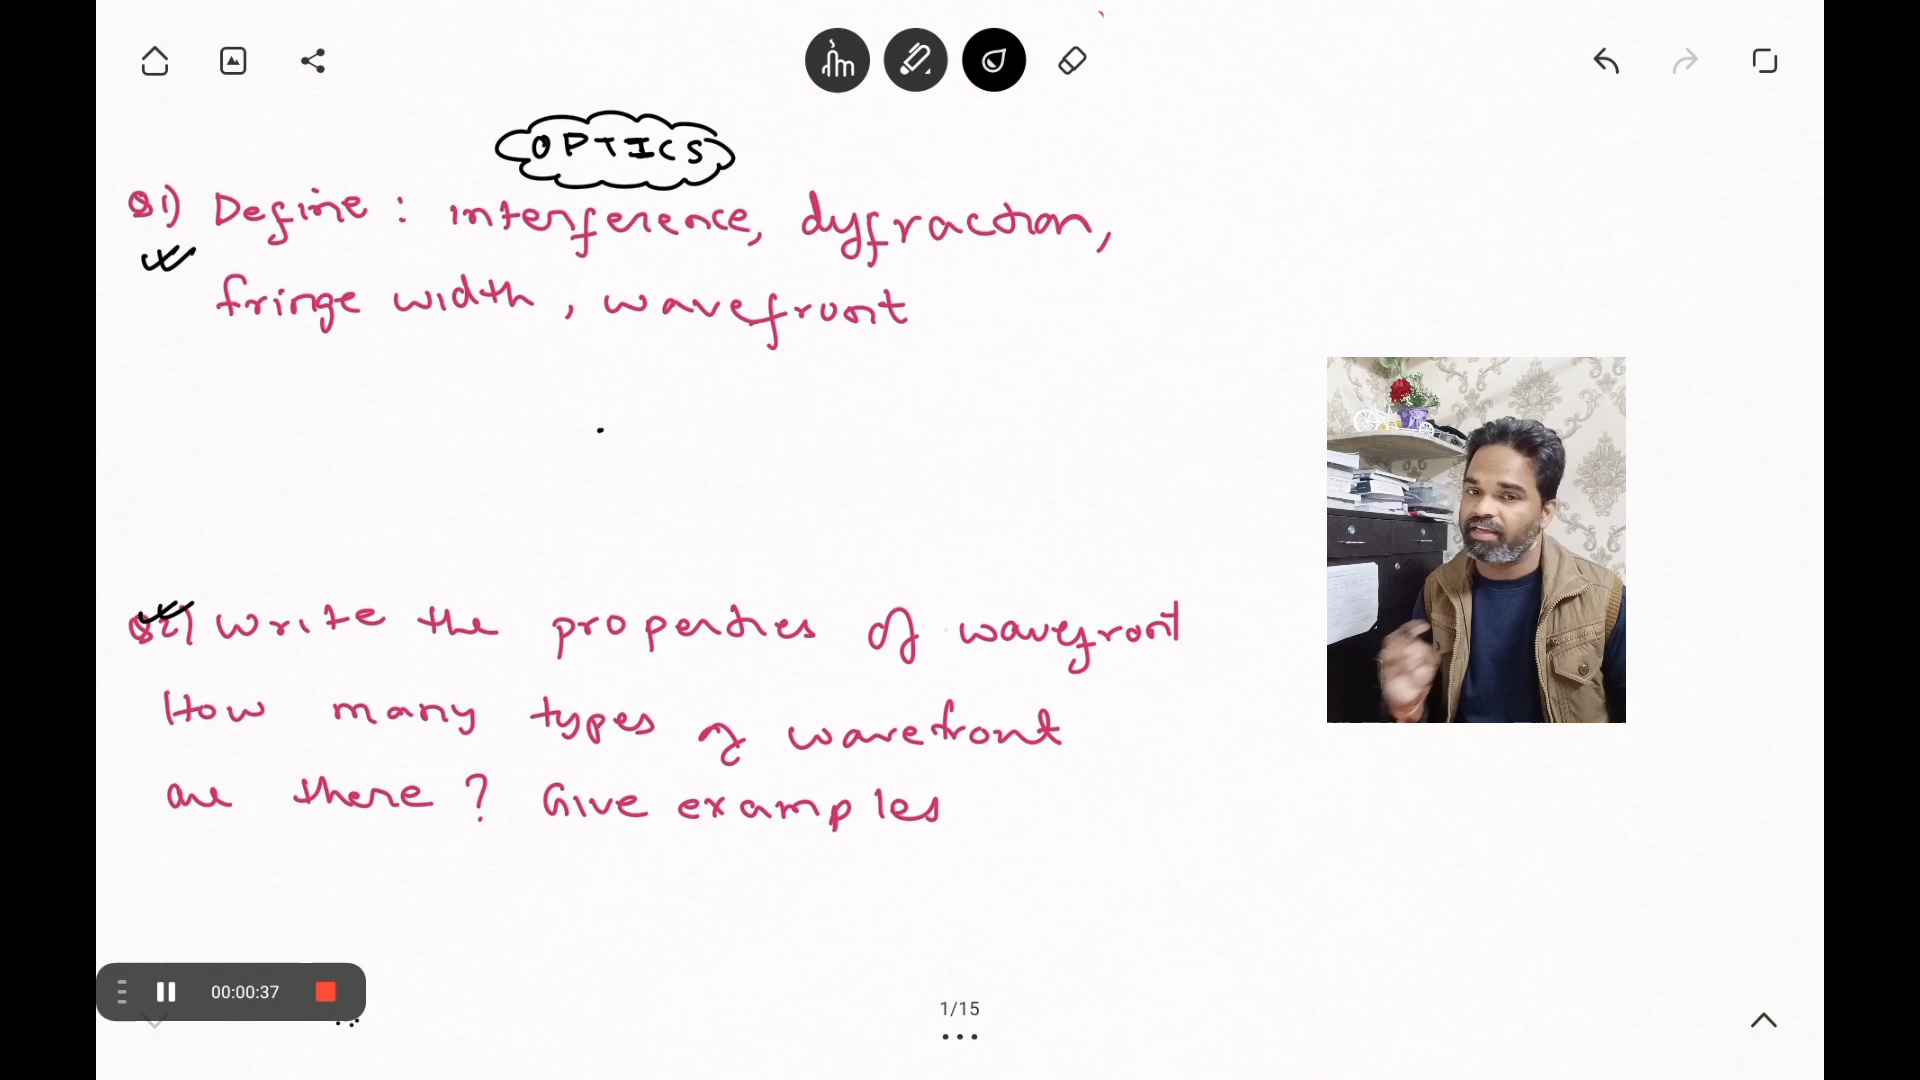 OPTICS
Q1) Define : interference, dyfraction,
fringe width, wavefront
Q2) Write the properties of wavefront
How many types of wavefront
are there? Give examples
00:00:37
1/15